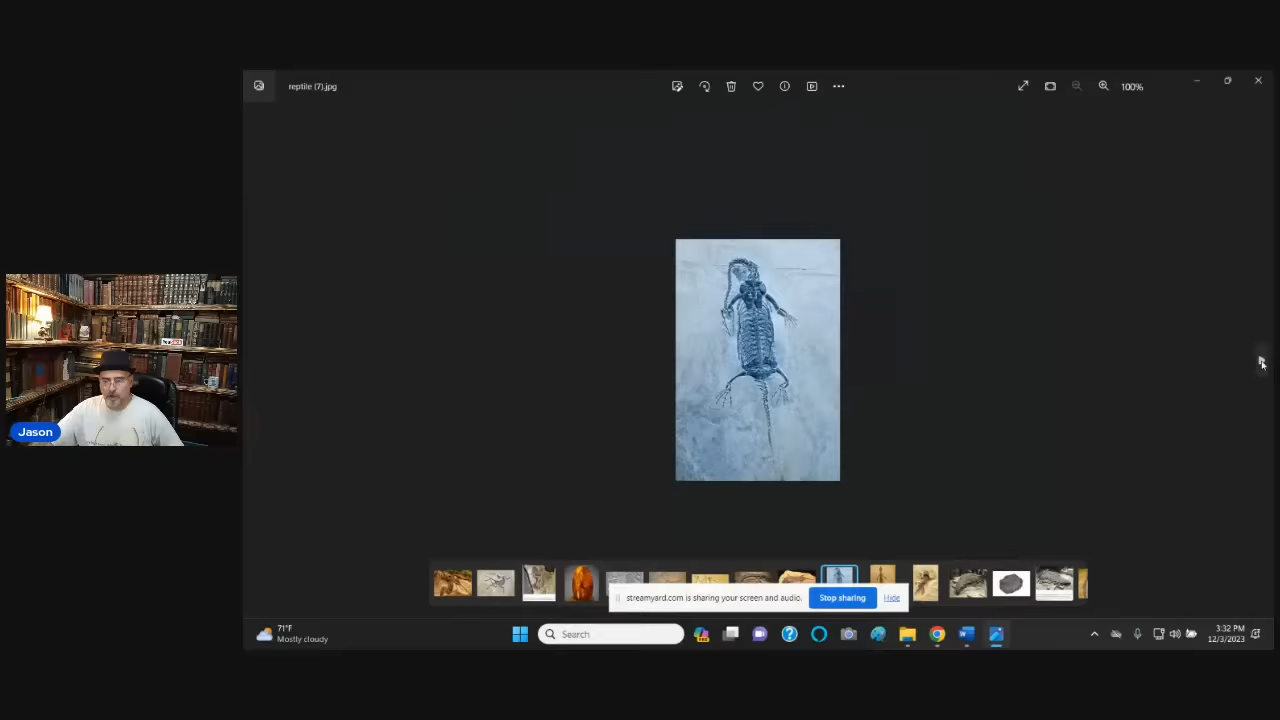 reptile (7).jpg
100%
Jason
streamyard.com is sharing your screen and audio.
Stop sharing
Hide
71°F
Mostly cloudy
Search
3:32 PM
12/3/2023